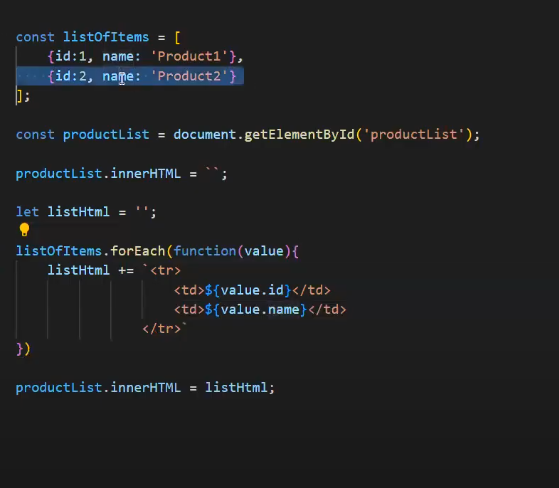 const listOfItems = [
{id:1, name: 'Product1'},
{id:2, name: 'Product2'}
];
const productList = document.getElementById('productList');
productList.innerHTML = ``;
let listHtml = '';
listOfItems.forEach(function(value){
listHtml += `<tr>
<td>${value.id}</td>
<td>${value.name}</td>
</tr>`
})
productList.innerHTML = listHtml;